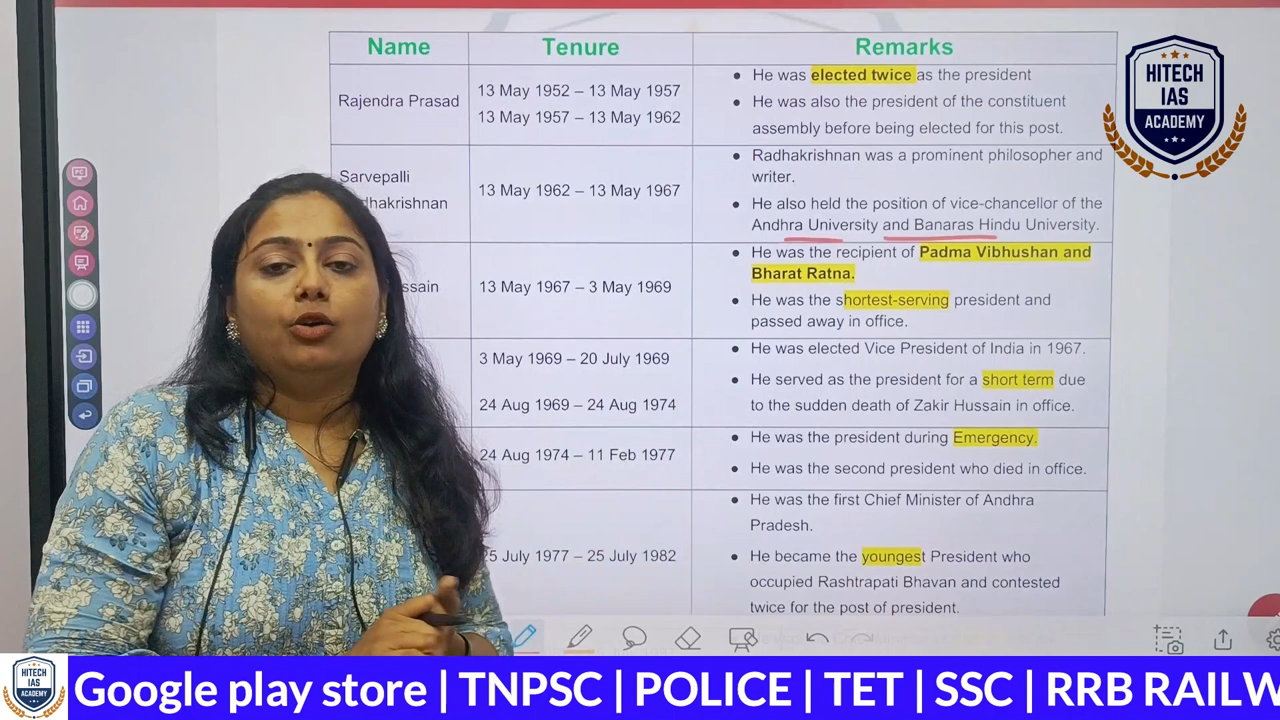 Name Tenure Remarks
Rajendra Prasad
13 May 1952 – 13 May 1957
13 May 1957 – 13 May 1962
● He was elected twice as the president
● He was also the president of the constituent
assembly before being elected for this post.
Sarvepalli
dhakrishnan
13 May 1962 – 13 May 1967
● Radhakrishnan was a prominent philosopher and
writer.
● He also held the position of vice-chancellor of the
Andhra University and Banaras Hindu University.
ssain
13 May 1967 – 3 May 1969
● He was the recipient of Padma Vibhushan and
Bharat Ratna.
● He was the shortest-serving president and
passed away in office.
3 May 1969 – 20 July 1969
24 Aug 1969 – 24 Aug 1974
● He was elected Vice President of India in 1967.
● He served as the president for a short term due
to the sudden death of Zakir Hussain in office.
24 Aug 1974 – 11 Feb 1977
● He was the president during Emergency.
● He was the second president who died in office.
25 July 1977 – 25 July 1982
● He was the first Chief Minister of Andhra
Pradesh.
● He became the youngest President who
occupied Rashtrapati Bhavan and contested
twice for the post of president.
HITECH
IAS
ACADEMY
PC
HITECH
IAS
ACADEMY
Google play store | TNPSC | POLICE | TET | SSC | RRB RAILW